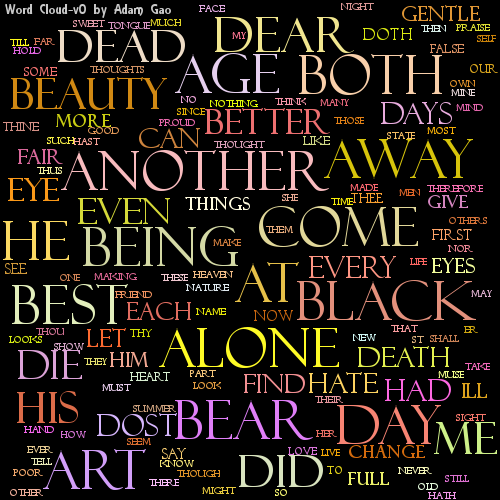 Word Cloud-v0 by Adam Gao
FACE NIGHT
SWEET TONGUE MUCH GENTLE
DEAD DEAR DOTH THEN PRAISE
TILL FAR MY SELF
HOLD AGE BOTH FALSE
SOME THOUGHTS OUR
BEAUTY NO NOTHING THINK MANY OWN
SINCE MINE
MORE PROUD BETTER THOSE DAYS MIND
THINE GOOD CAN STATE MOST
SUCH HAST THOUGHT LIKE
FAIR ANOTHER AWAY
THUS
EYE MADE MEN THEREFORE
EVEN THINGS SHE TIME THEE GIVE
HE BEING THEM COME OTHERS
MAKE FIRST
NOR
SEE ONE MAKING THESE HEAVEN AT EVERY LIFE EYES
NATURE
BEST FRIEND BLACK MAY
EACH NAME NOW
THOU LET THY ALONE NEW THAT ER
LOOKS ST SHALL
SHOW THEY HIM DEATH
DIE HEART PART MUSE TAKE
MUST LOOK FIND HATE HAD ILL
HIS SUMMER THEIR
DOST BEAR DAY SIGHT
HAND HOW SEEM HER ME
EVER SAY LOVE LIVE CHANGE
TELL ART KNOW DID
POOR THOUGH TO FULL NEVER STILL
THERE OLD
OTHER MIGHT SO HATH